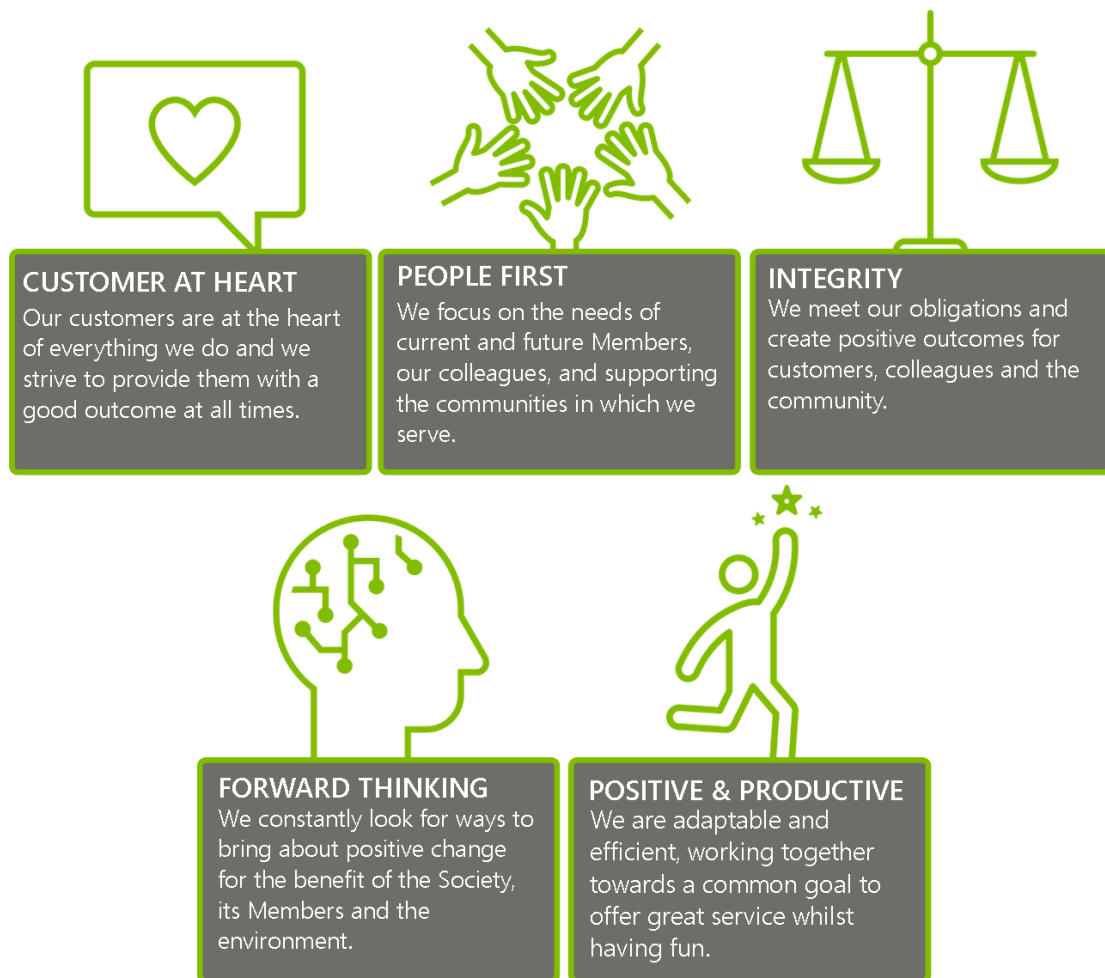 CUSTOMER AT HEART
Our customers are at the heart
of everything we do and we
strive to provide them with a
good outcome at all times.
PEOPLE FIRST
We focus on the needs of
current and future Members,
our colleagues, and supporting
the communities in which we
serve.
INTEGRITY
We meet our obligations and
create positive outcomes for
customers, colleagues and the
community.
FORWARD THINKING
We constantly look for ways to
bring about positive change
for the benefit of the Society,
its Members and the
environment.
POSITIVE & PRODUCTIVE
We are adaptable and
efficient, working together
towards a common goal to
offer great service whilst
having fun.